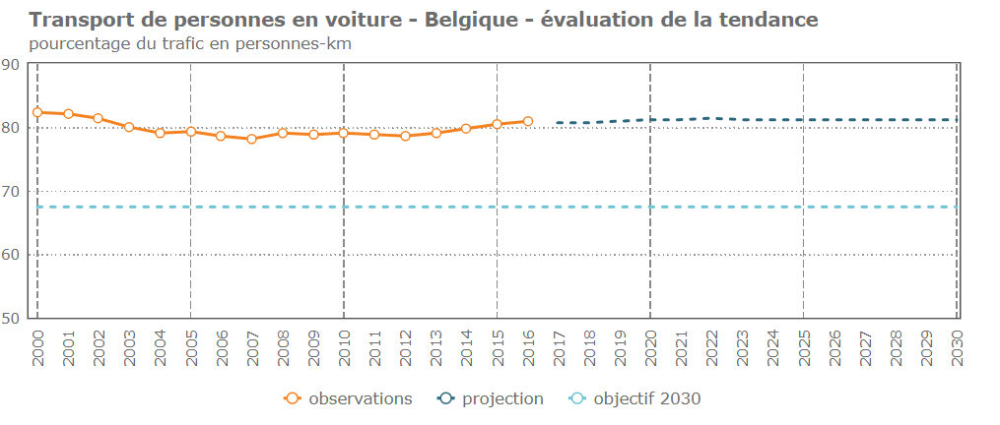 Transport de personnes en voiture - Belgique - évaluation de la tendance
pourcentage du trafic en personnes-km
90
80
70
60
50
2000 2001 2002 2003 2004 2005 2006 2007 2008 2009 2010 2011 2012 2013 2014 2015 2016 2017 2018 2019 2020 2021 2022 2023 2024 2025 2026 2027 2028 2029 2030
observations projection objectif 2030